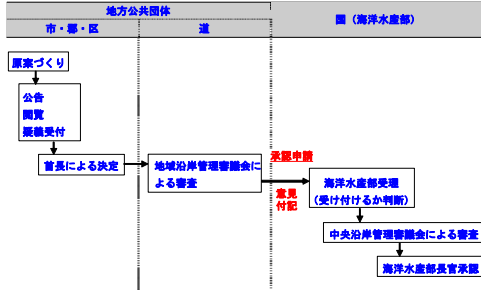 地方公共団体
国（海洋水産部）
市・郡・区
道
原案づくり
公告
閲覧
疑義受付
首長による決定
地域沿岸管理審議会に
よる審査
承認申請
意見
付記
海洋水産部受理
（受け付けるか判断）
中央沿岸管理審議会による審査
海洋水産部長官承認